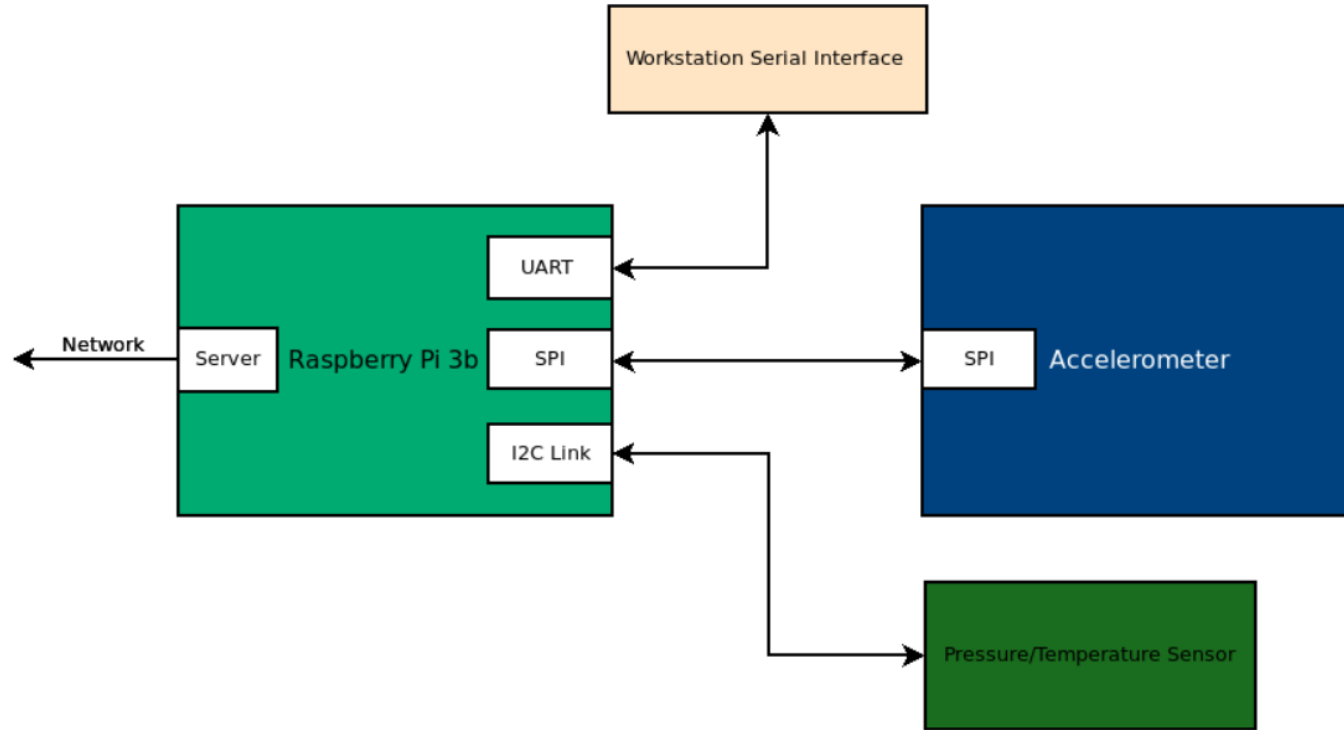 Workstation Serial Interface
UART
Network
Server
Raspberry Pi 3b
SPI
SPI
Accelerometer
I2C Link
Pressure/Temperature Sensor